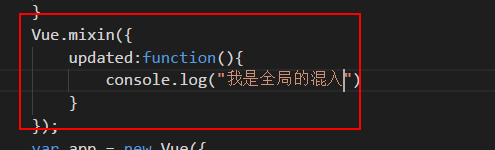 }
Vue.mixin({
updated:function(){
console.log("我是全局的混入")
}
});
var app = new Vue({